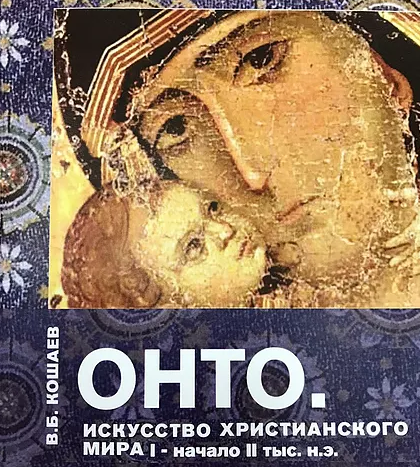 В.Б. КОШАЕВ
ОНТО.
ИСКУССТВО ХРИСТИАНСКОГО
МИРА I - начало II тыс. н.э.